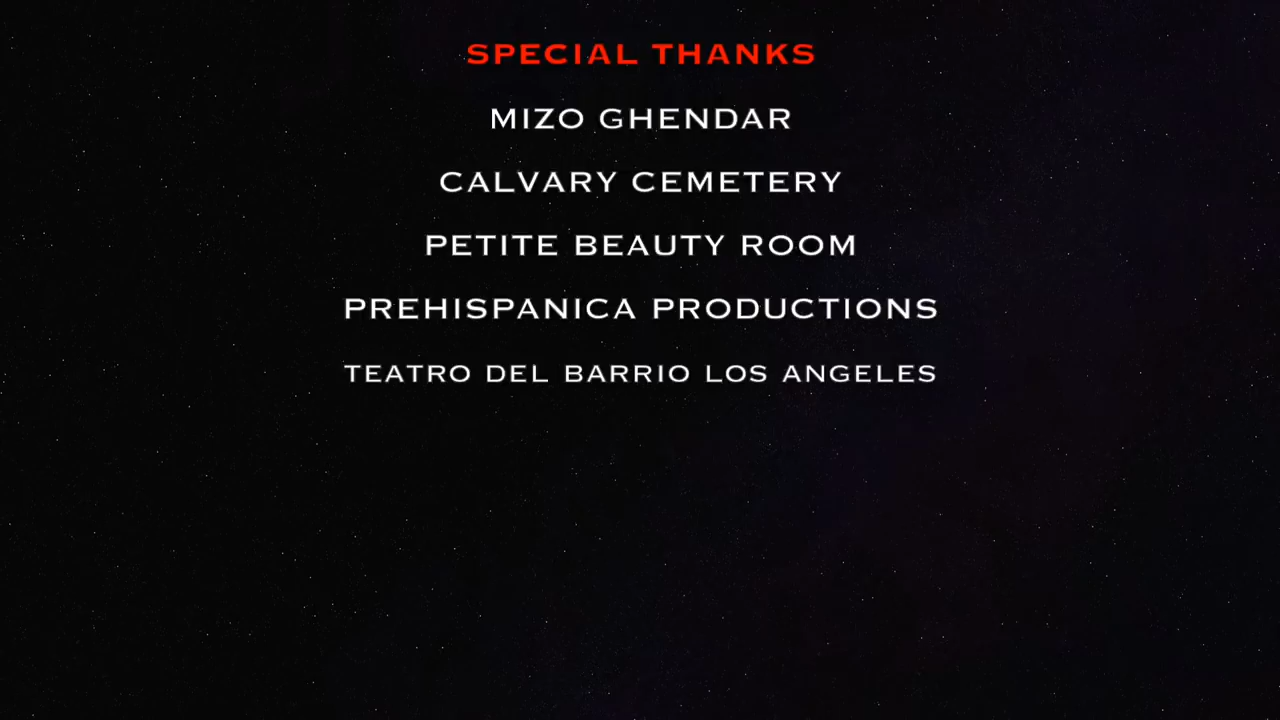 SPECIAL THANKS
MIZO GHENDAR
CALVARY CEMETERY
PETITE BEAUTY ROOM
PREHISPANICA PRODUCTIONS
TEATRO DEL BARRIO LOS ANGELES